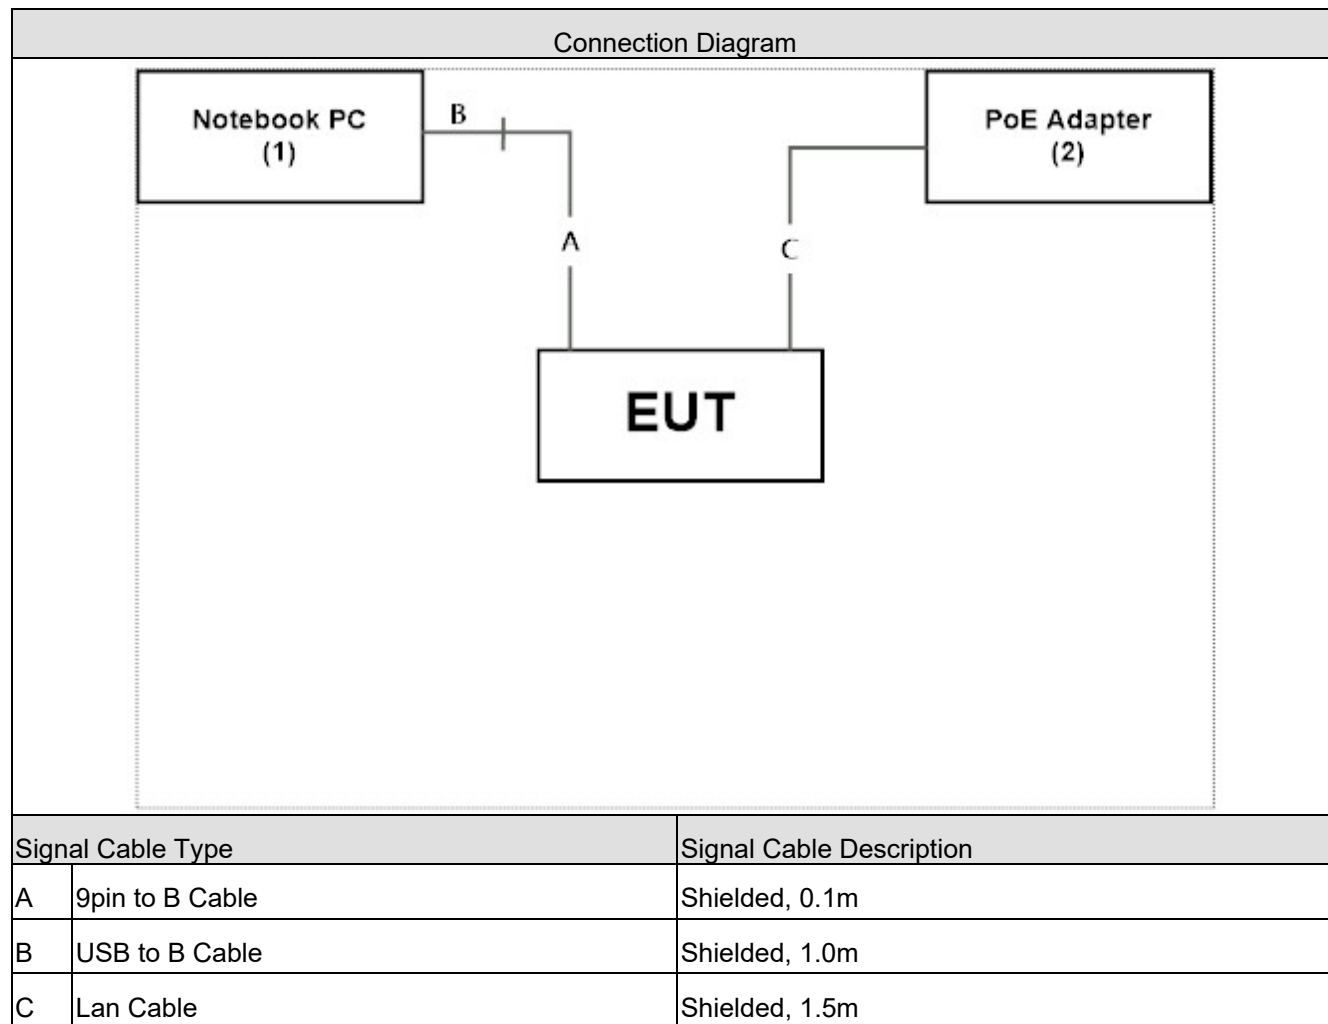 Connection Diagram
Notebook PC
(1)
B
PoE Adapter
(2)
A
C
EUT
Signal Cable Type Signal Cable Description
A 9pin to B Cable Shielded, 0.1m
B USB to B Cable Shielded, 1.0m
C Lan Cable Shielded, 1.5m